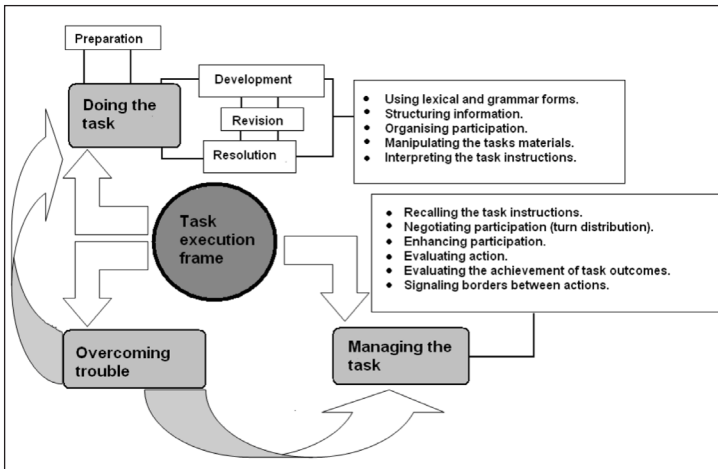 Preparation
Doing the
task
Development
Revision
Resolution
Using lexical and grammar forms.
Structuring information.
Organising participation.
Manipulating the tasks materials.
Interpreting the task instructions.
Task
execution
frame
Recalling the task instructions.
Negotiating participation (turn distribution).
Enhancing participation.
Evaluating action.
Evaluating the achievement of task outcomes.
Signaling borders between actions.
Overcoming
trouble
Managing the
task